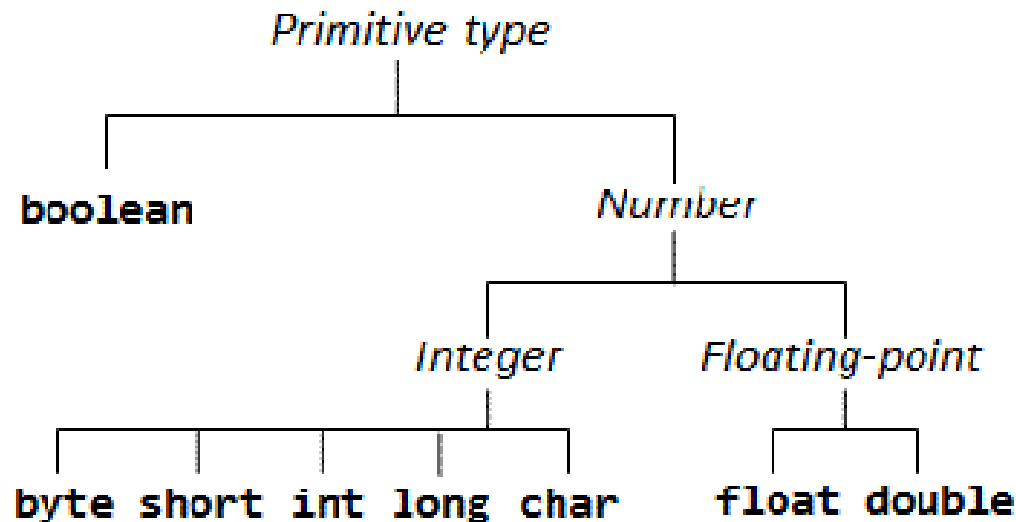 Primitive type
boolean
Number
Integer
Floating-point
byte short int long char
float double